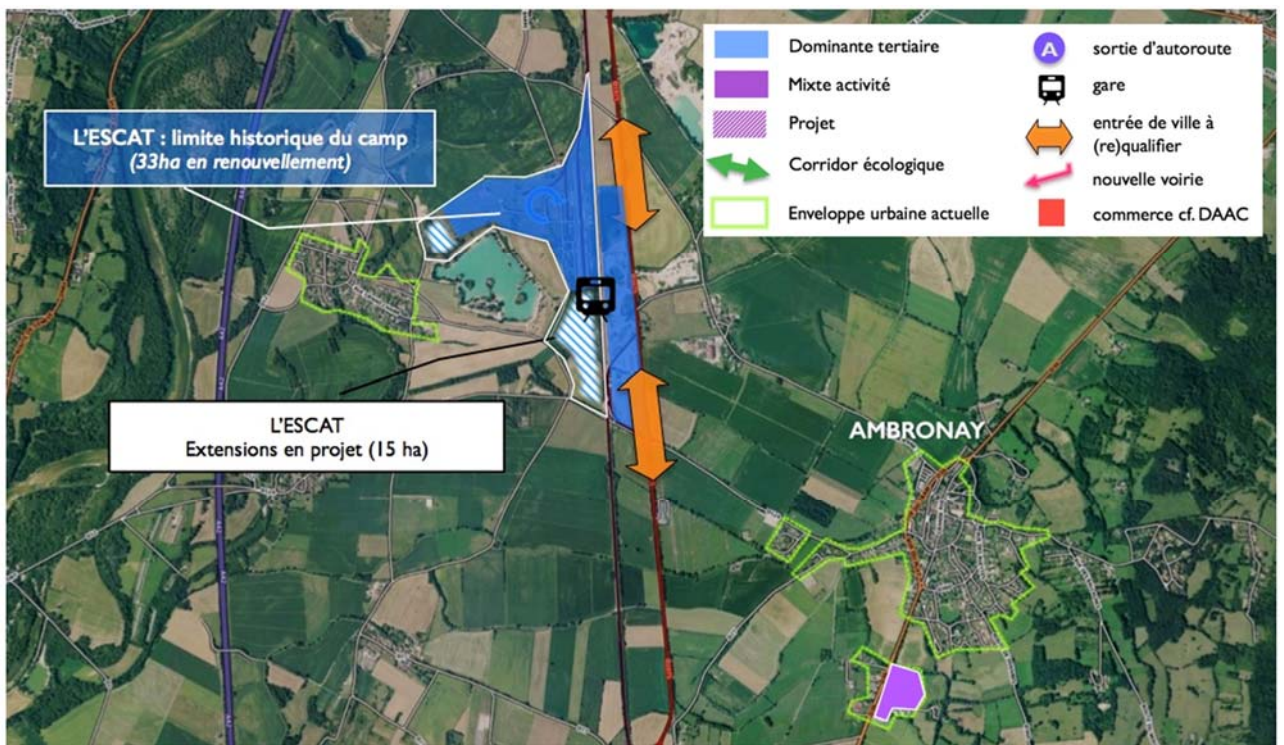 L'ESCAT : limite historique du camp
(33ha en renouvellement)
Dominante tertiaire
Mixte activité
Projet
Corridor écologique
Enveloppe urbaine actuelle
A
sortie d'autoroute
gare
entrée de ville à
(re)qualifier
nouvelle voirie
commerce cf. DAAC
L'ESCAT
Extensions en projet (15 ha)
AMBRONAY